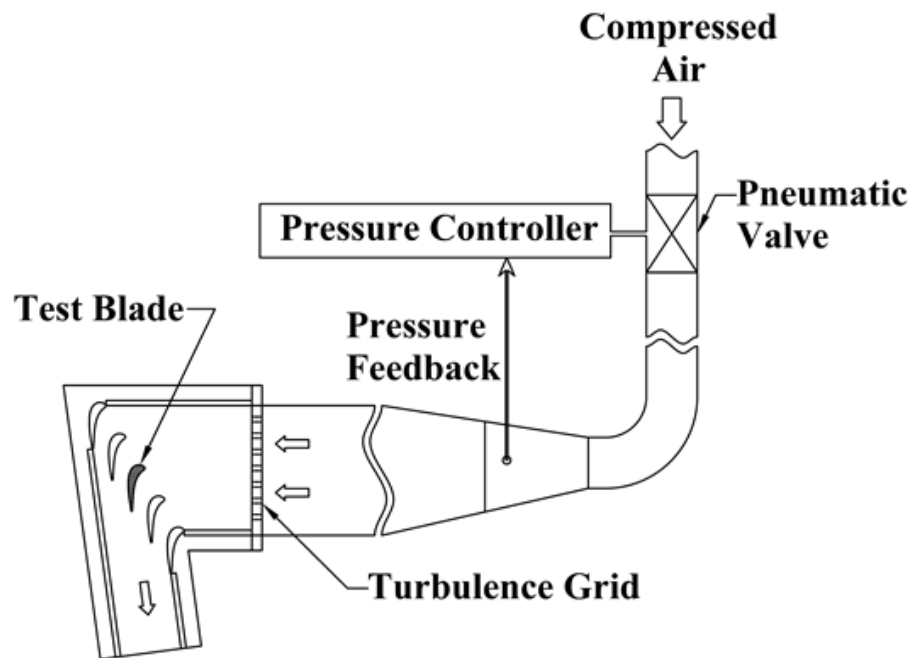 Compressed
Air
Pneumatic
Valve
Pressure Controller
Test Blade
Pressure
Feedback
Turbulence Grid